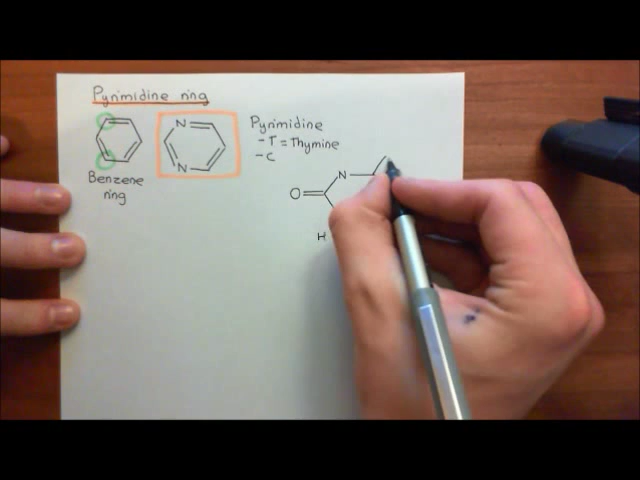 Pyrimidine ring
N
N
Benzene
ring
Pyrimidine
- T = Thymine
- C
N
O
H